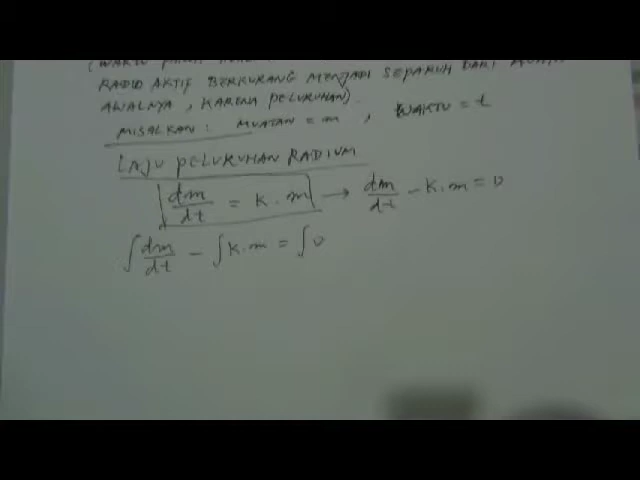 RADIO AKTIF BERKURANG MENJADI SEPARUH DARI
AWALNYA, KARENA PELURUHAN).
MISALKAN: MUATAN = m, WAKTU = t
LAJU PELURUHAN RADIUM
dm/dt = k.m → dm/dt - k.m = 0
∫ dm/dt - ∫ k.m = ∫ 0